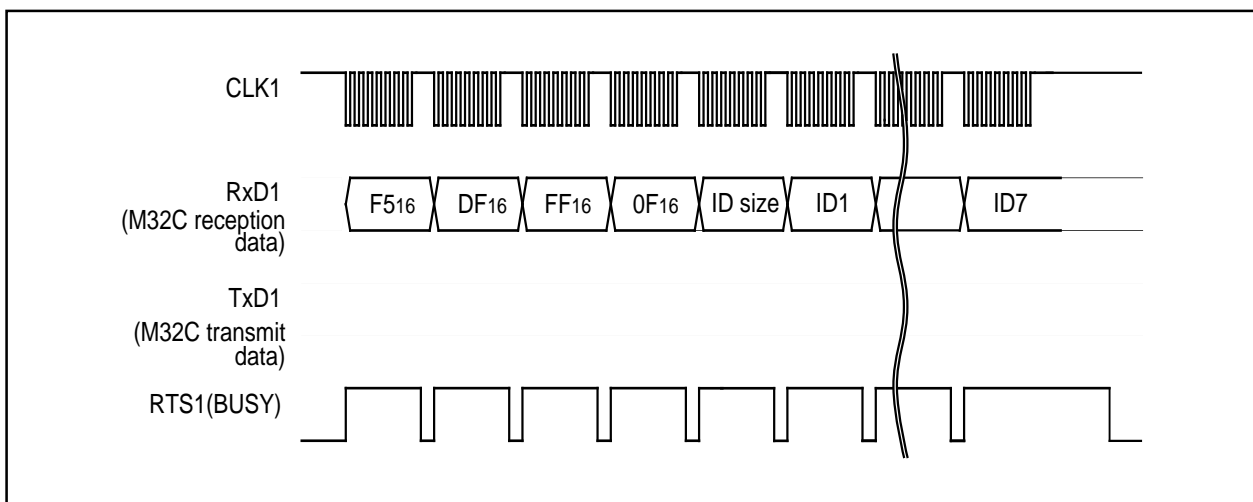 CLK1
RxD1
(M32C reception
data)
F516 DF16 FF16 0F16 ID size ID1 ID7
TxD1
(M32C transmit
data)
RTS1(BUSY)